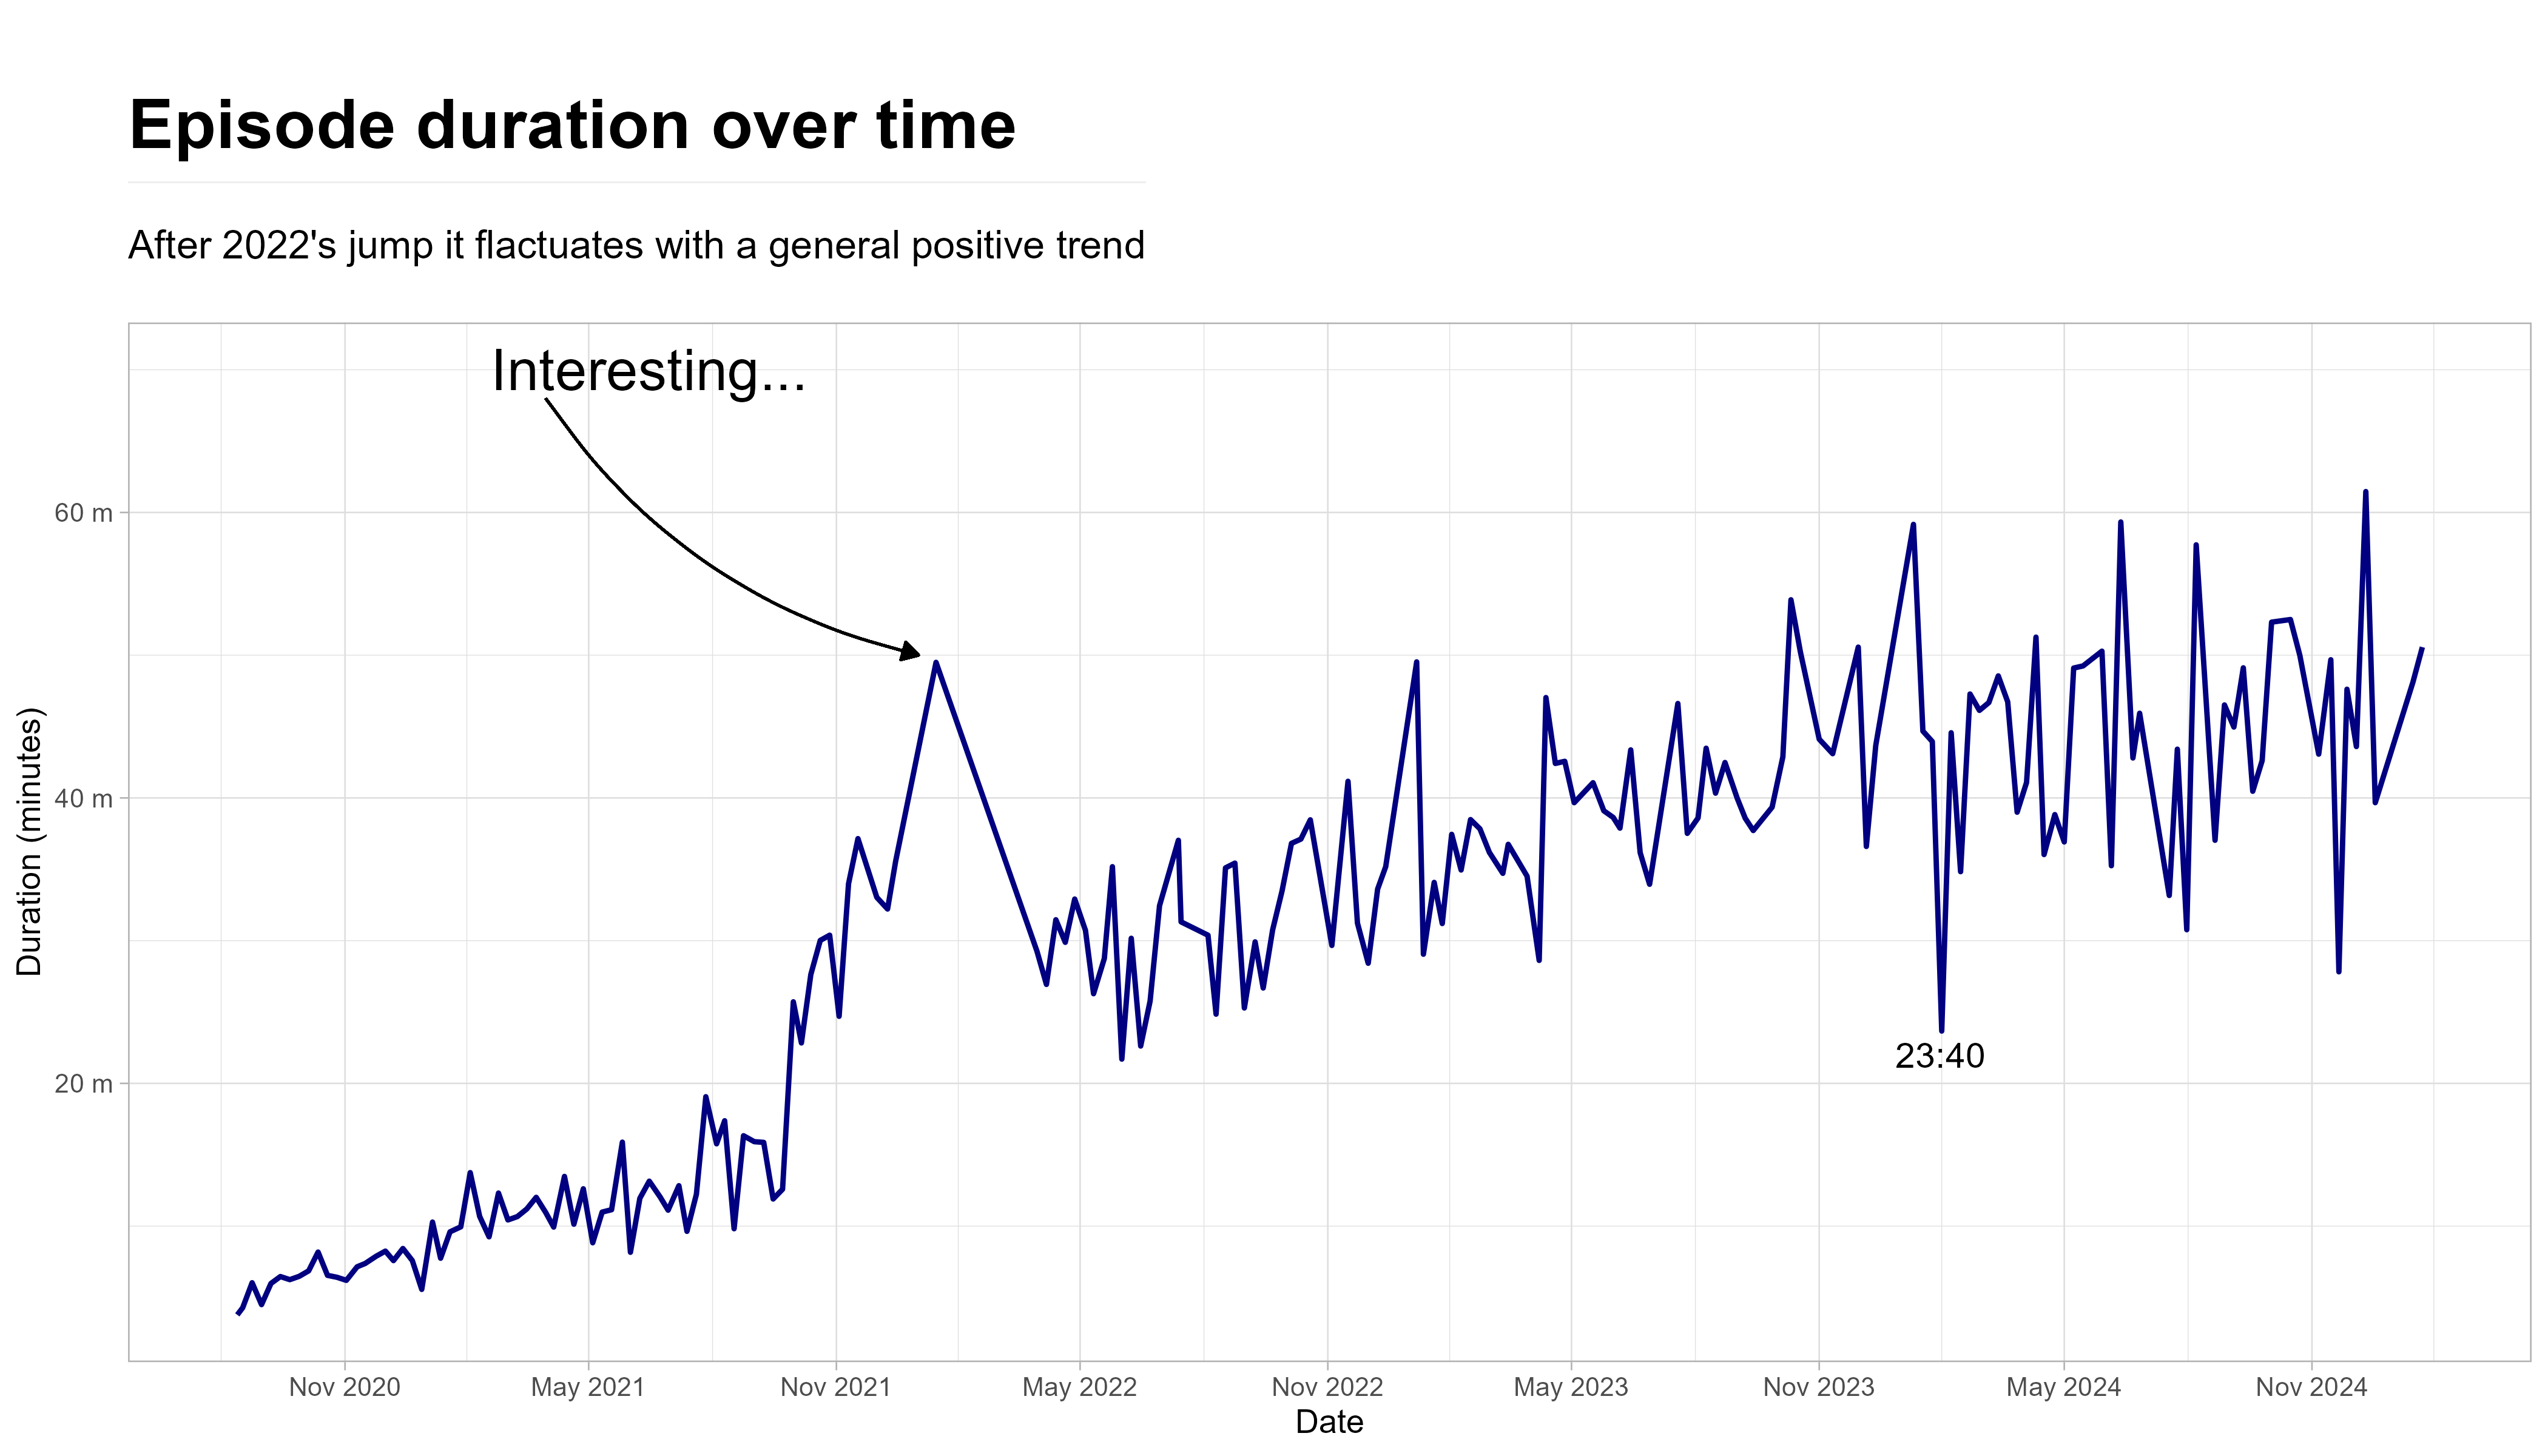 Episode duration over time
After 2022's jump it flactuates with a general positive trend
Interesting...
60 m
40 m
20 m
Duration (minutes)
23:40
Nov 2020
May 2021
Nov 2021
May 2022
Nov 2022
May 2023
Nov 2023
May 2024
Nov 2024
Date